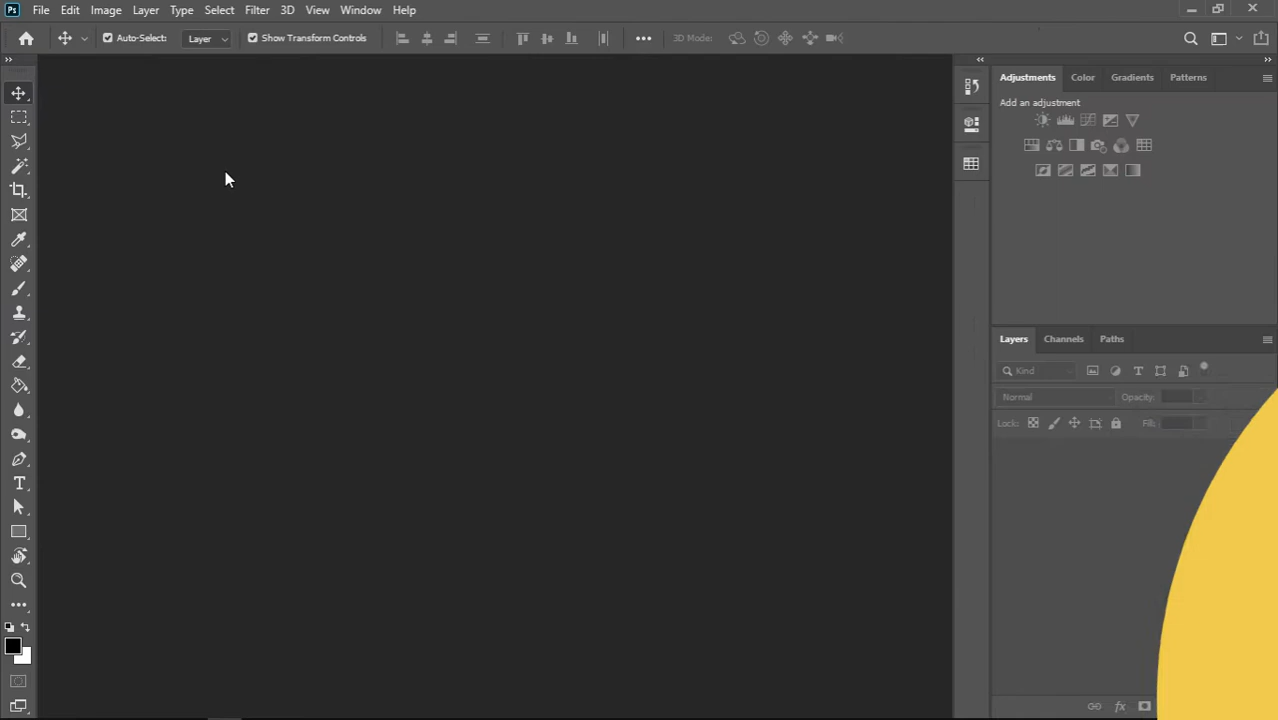 Ps File Edit Image Layer Type Select Filter 3D View Window Help
Auto-Select: Layer Show Transform Controls 3D Mode:
Adjustments Color Gradients Patterns
Add an adjustment
Layers Channels Paths
Kind
Normal Opacity:
Lock: Fill:
fx